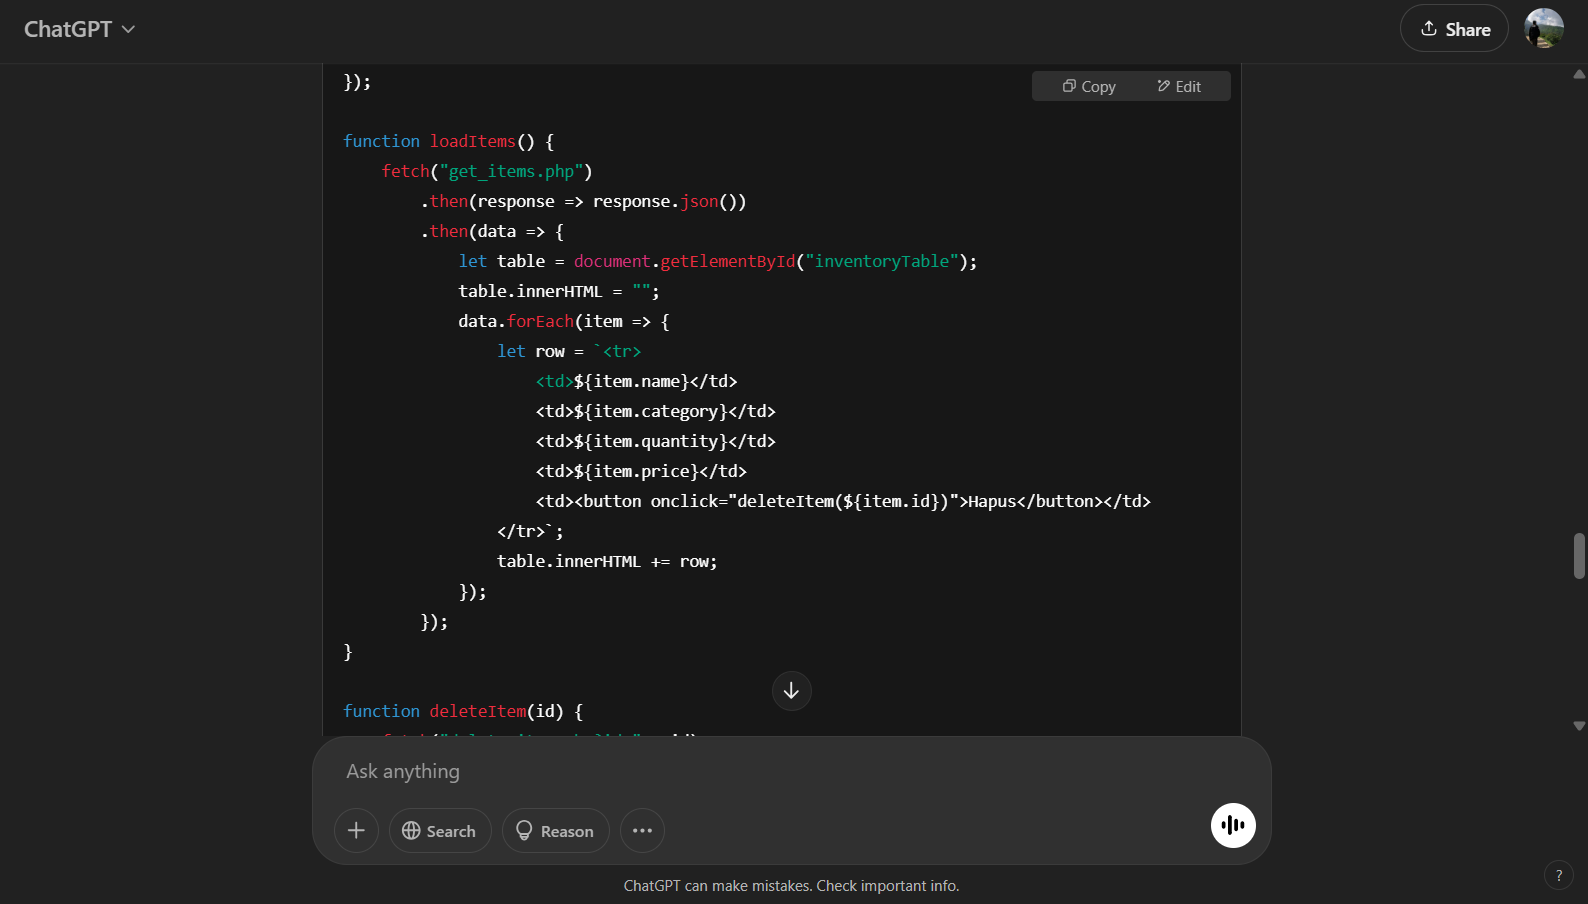 ChatGPT
Share
});
Copy
Edit
function loadItems() {
fetch("get_items.php")
.then(response => response.json())
.then(data => {
let table = document.getElementById("inventoryTable");
table.innerHTML = "";
data.forEach(item => {
let row = `<tr>
<td>${item.name}</td>
<td>${item.category}</td>
<td>${item.quantity}</td>
<td>${item.price}</td>
<td><button onclick="deleteItem(${item.id})">Hapus</button></td>
</tr>`;
table.innerHTML += row;
});
});
}
function deleteItem(id) {
Ask anything
Search
Reason
ChatGPT can make mistakes. Check important info.
?